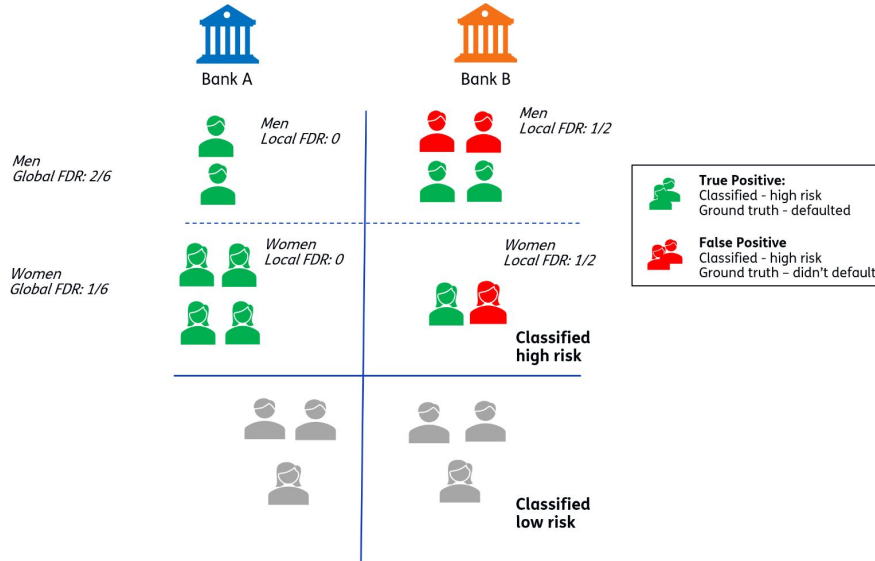 Bank A
Bank B
Men
Local FDR: 0
Men
Local FDR: 1/2
Men
Global FDR: 2/6
True Positive:
Classified - high risk
Ground truth - defaulted
False Positive
Classified - high risk
Ground truth – didn't default
Women
Local FDR: 0
Women
Local FDR: 1/2
Women
Global FDR: 1/6
Classified
high risk
Classified
low risk